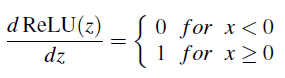 d ReLU(z)
dz
= { 0 for x < 0
1 for x ≥ 0